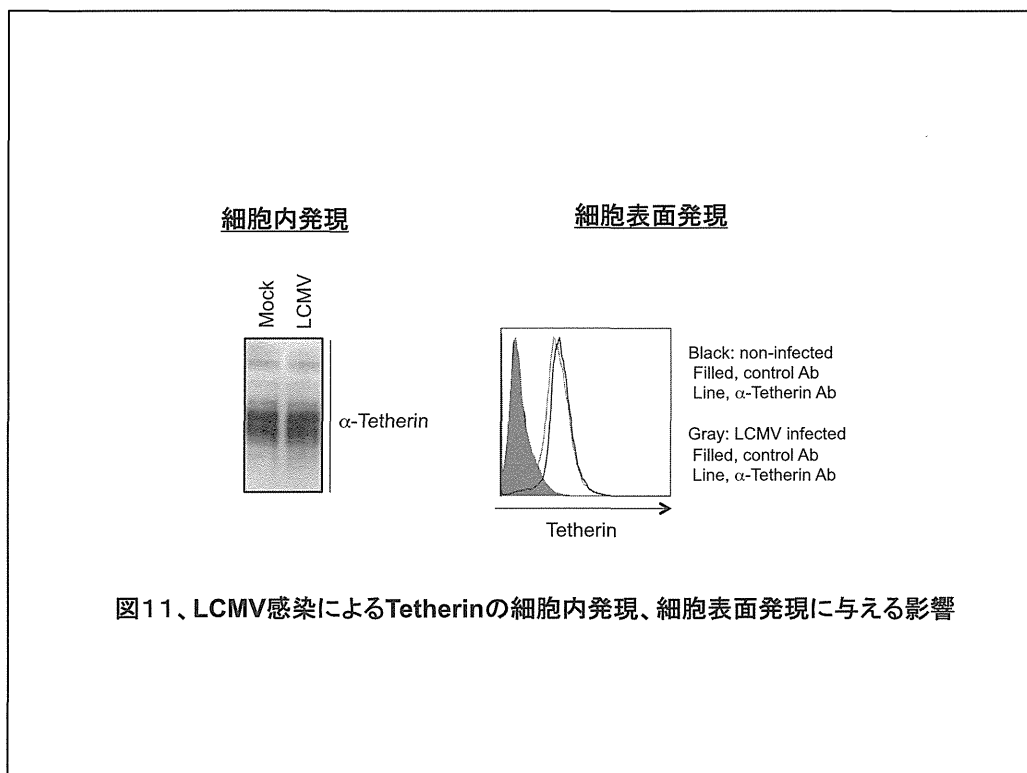 細胞内発現
細胞表面発現
Mock
LCMV
α-Tetherin
Black: non-infected
Filled, control Ab
Line, α-Tetherin Ab
Gray: LCMV infected
Filled, control Ab
Line, α-Tetherin Ab
Tetherin
図11、LCMV感染によるTetherinの細胞内発現、細胞表面発現に与える影響